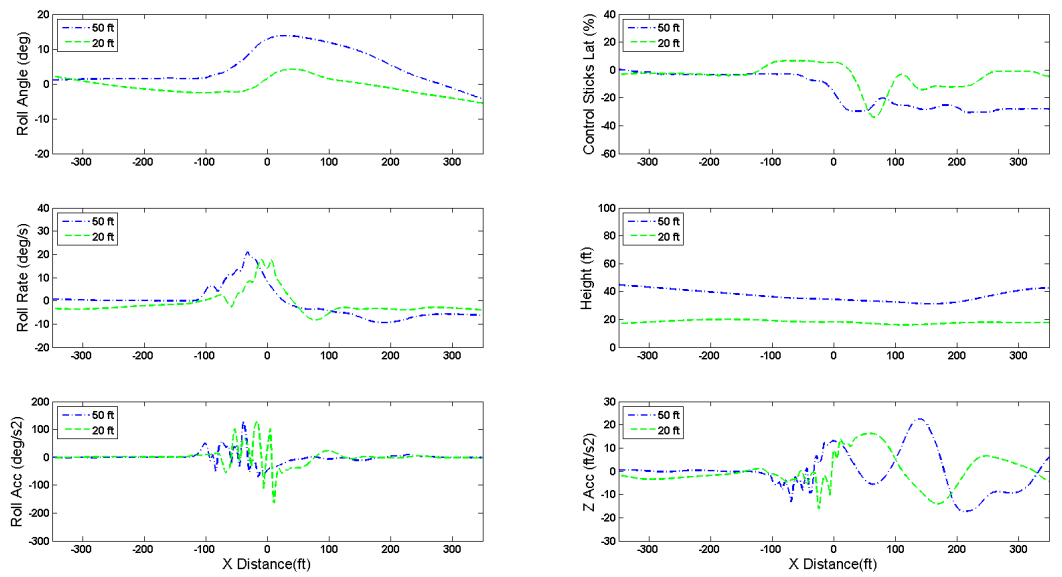 20
10
0
-10
-20
Roll Angle (deg)
50 ft
20 ft
-300 -200 -100 0 100 200 300
40
20
0
-20
-40
-60
Control Sticks Lat (%)
50 ft
20 ft
-300 -200 -100 0 100 200 300
40
30
20
10
0
-10
-20
Roll Rate (deg/s)
50 ft
20 ft
-300 -200 -100 0 100 200 300
100
80
60
40
20
0
Height (ft)
50 ft
20 ft
-300 -200 -100 0 100 200 300
200
100
0
-100
-200
-300
Roll Acc (deg/s2)
50 ft
20 ft
-300 -200 -100 0 100 200 300
X Distance(ft)
30
20
10
0
-10
-20
-30
Z Acc (ft/s2)
50 ft
20 ft
-300 -200 -100 0 100 200 300
X Distance(ft)